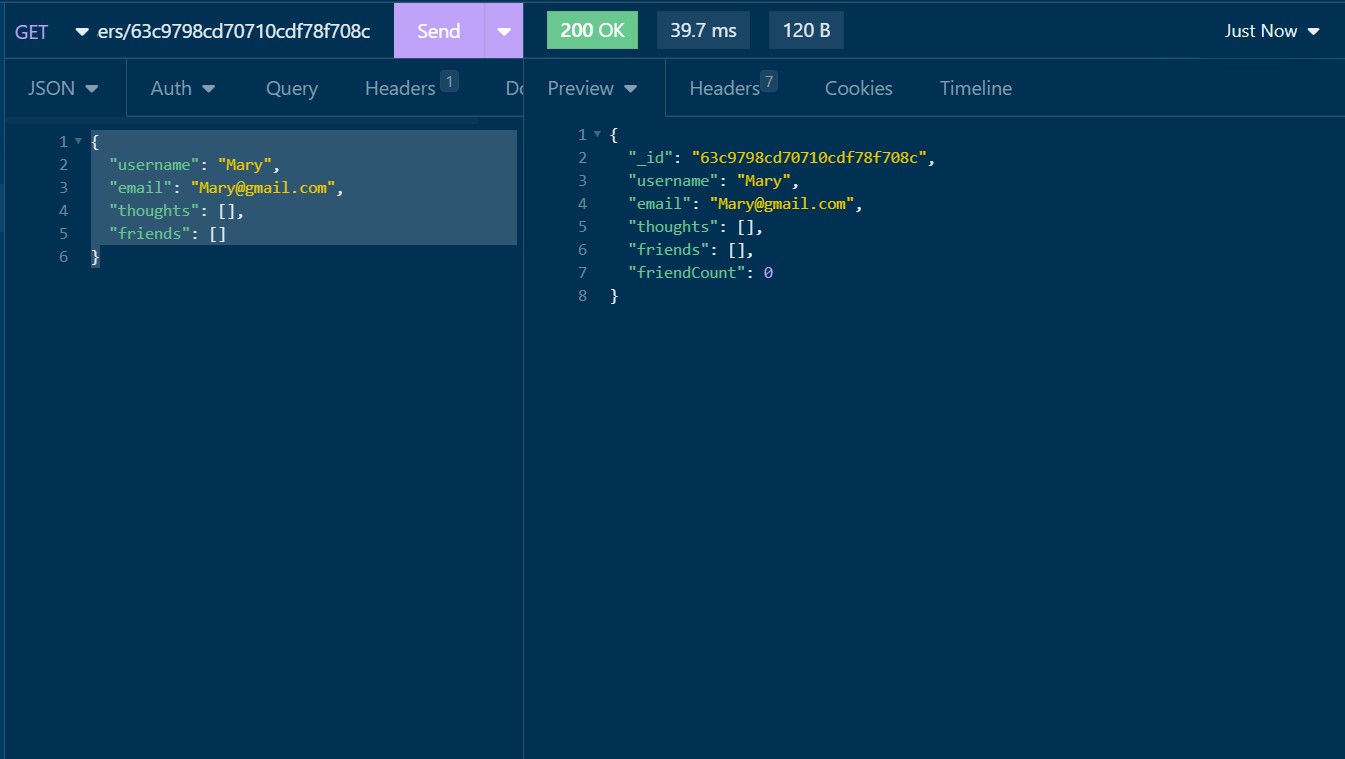 GET ers/63c9798cd70710cdf78f708c Send 200 OK 39.7 ms 120 B Just Now
JSON Auth Query Headers 1 Do Preview Headers 7 Cookies Timeline
1 {
2 "username": "Mary",
3 "email": "Mary@gmail.com",
4 "thoughts": [],
5 "friends": []
6 }
1 {
2 "_id": "63c9798cd70710cdf78f708c",
3 "username": "Mary",
4 "email": "Mary@gmail.com",
5 "thoughts": [],
6 "friends": [],
7 "friendCount": 0
8 }